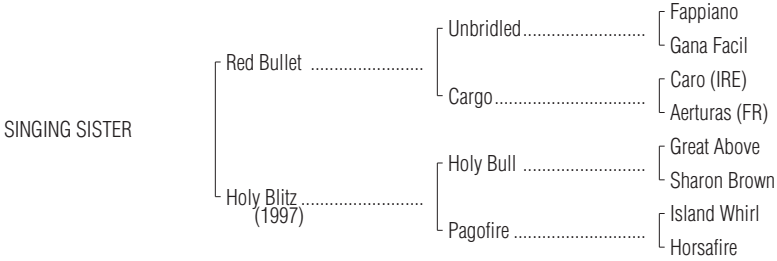 Fappiano
Unbridled
Gana Facil
Red Bullet
Caro (IRE)
Cargo
Aerturas (FR)
SINGING SISTER
Great Above
Holy Bull
Sharon Brown
Holy Blitz
(1997)
Island Whirl
Pagofire
Horsafire